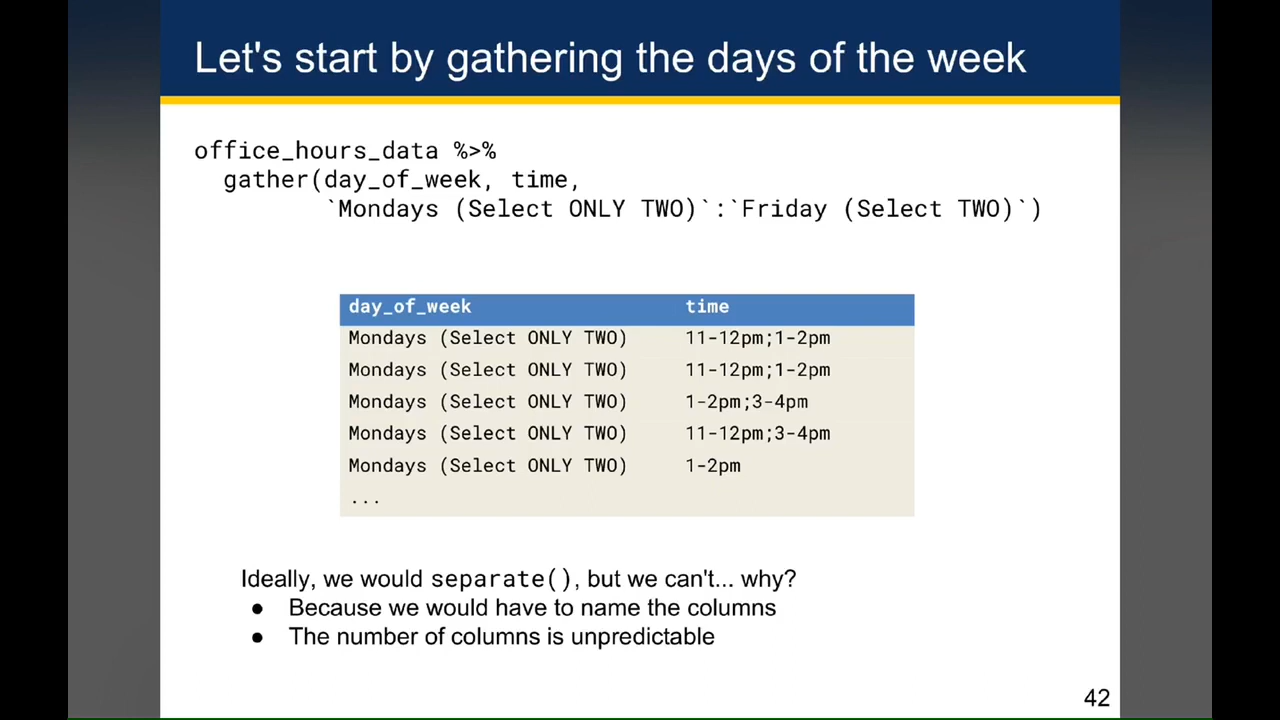 Let's start by gathering the days of the week
office_hours_data %>%
gather(day_of_week, time,
`Mondays (Select ONLY TWO)`:`Friday (Select TWO)`)
day_of_week time
Mondays (Select ONLY TWO) 11-12pm;1-2pm
Mondays (Select ONLY TWO) 11-12pm;1-2pm
Mondays (Select ONLY TWO) 1-2pm;3-4pm
Mondays (Select ONLY TWO) 11-12pm;3-4pm
Mondays (Select ONLY TWO) 1-2pm
...
Ideally, we would separate(), but we can't... why?
● Because we would have to name the columns
● The number of columns is unpredictable
42